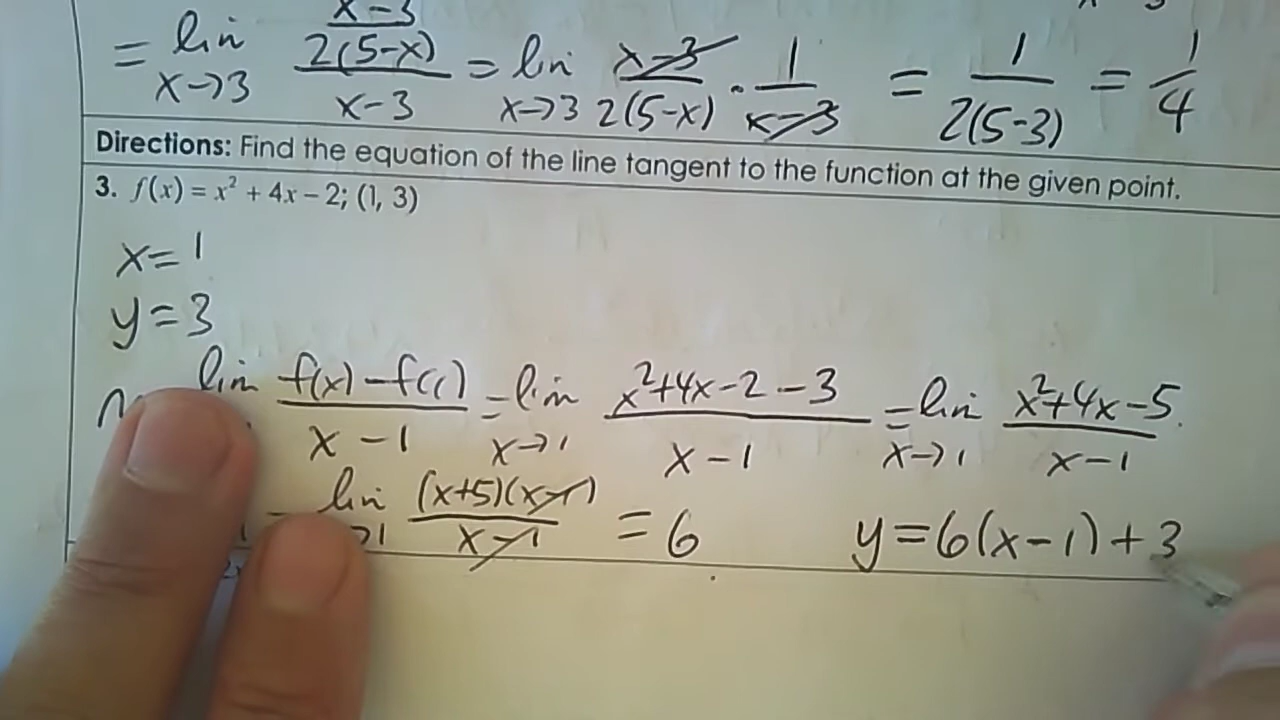 x-3
= lin x→3 2(5-x) x-3 = lin x→3 x-3 2(5-x) · 1 x-3 = 1 2(5-3) = 1 4
Directions: Find the equation of the line tangent to the function at the given point.
3. f(x) = x² + 4x – 2; (1, 3)
x=1
y=3
lim f(x)-f(1) x-1 = lim x→1 x²+4x-2-3 x-1 = lim x→1 x²+4x-5 x-1
lim →1 (x+5)(x-1) x-1 = 6 y=6(x-1)+3